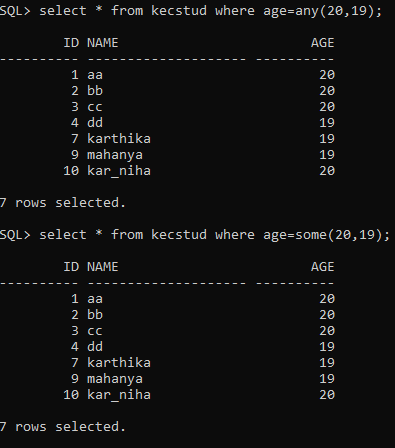 SQL> select * from kecstud where age=any(20,19);
        ID NAME                        AGE
---------- -------------------- ----------
         1 aa                           20
         2 bb                           20
         3 cc                           20
         4 dd                           19
         7 karthika                     19
         9 mahanya                      19
        10 kar_niha                     20
7 rows selected.
SQL> select * from kecstud where age=some(20,19);
        ID NAME                        AGE
---------- -------------------- ----------
         1 aa                           20
         2 bb                           20
         3 cc                           20
         4 dd                           19
         7 karthika                     19
         9 mahanya                      19
        10 kar_niha                     20
7 rows selected.